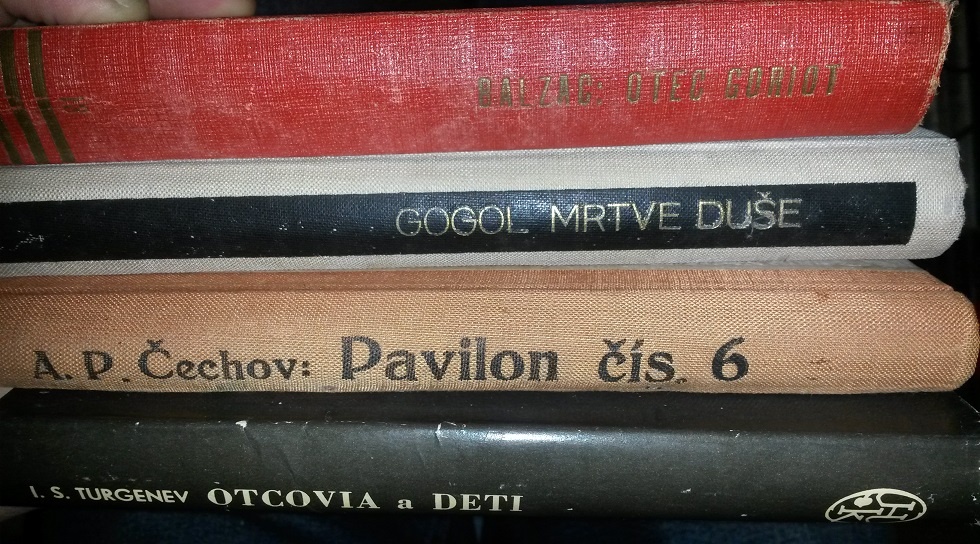 BALZAC: OTEC GORIOT
GOGOL MRTVE DUŠE
A. P. Čechov: Pavilon čís. 6
I. S. TURGENEV OTCOVIA a DETI